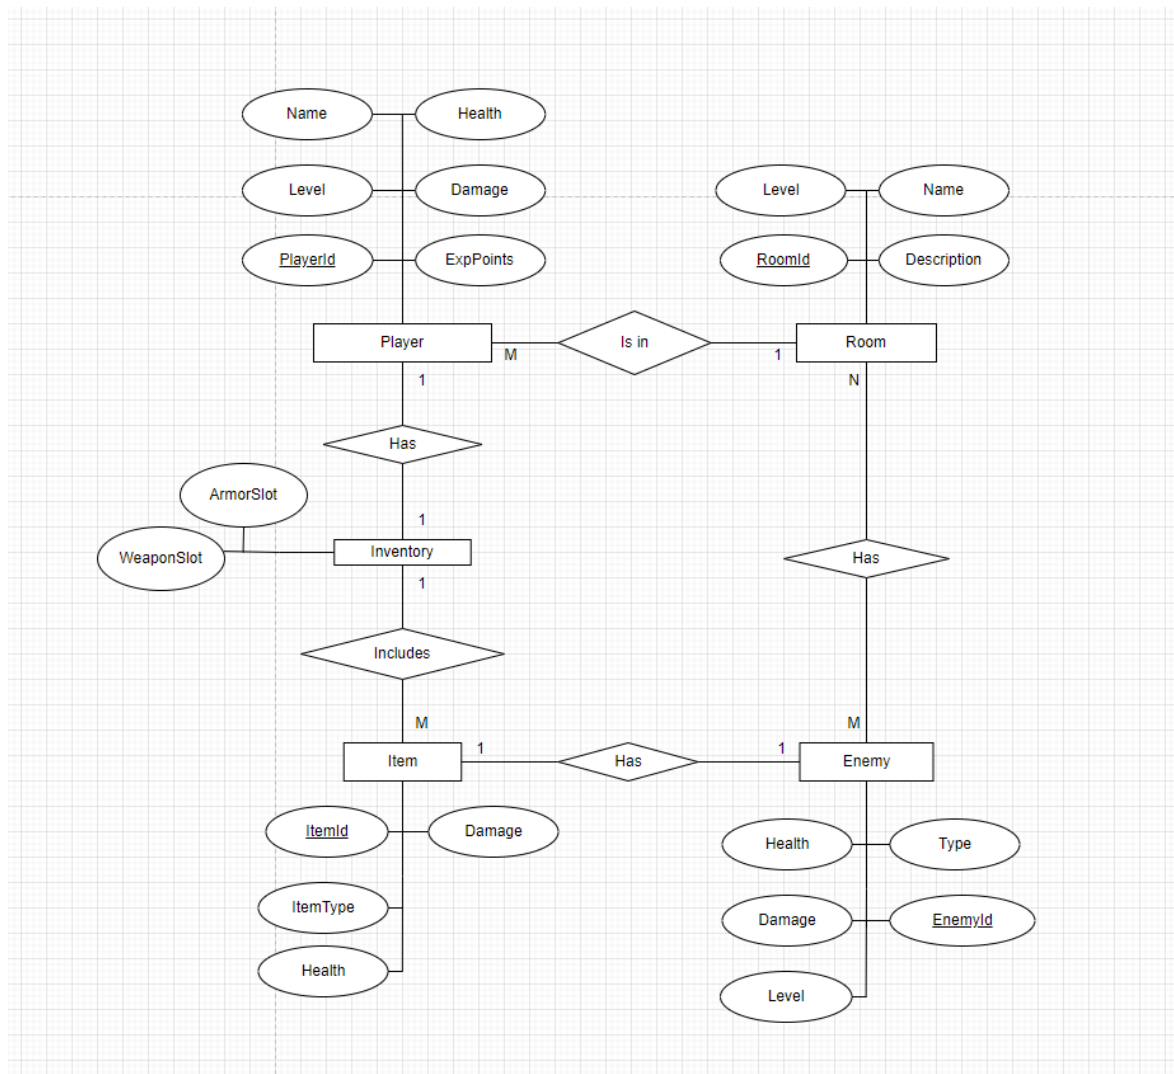 Name
Health
Level
Damage
PlayerId
ExpPoints
Level
Name
RoomId
Description
Player
M
Is in
1
Room
1
N
Has
ArmorSlot
1
WeaponSlot
Inventory
Has
1
Includes
M
M
Item
1
Has
1
Enemy
ItemId
Damage
Health
Type
ItemType
Damage
EnemyId
Health
Level